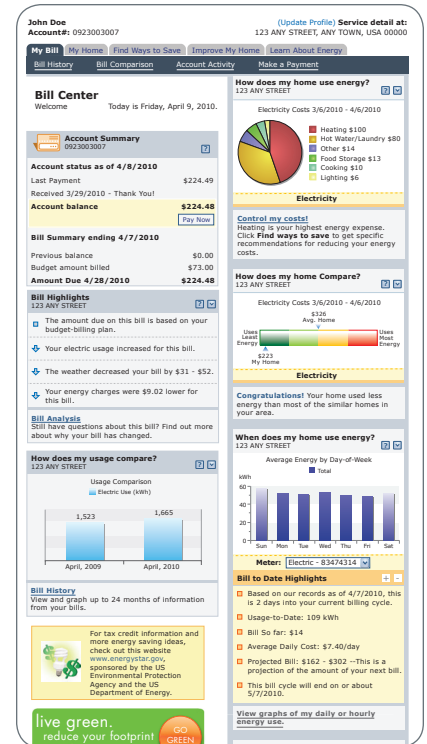 John Doe
(Update Profile) Service detail at:
Account#: 0923003007
123 ANY STREET, ANY TOWN, USA 00000
My Bill
My Home
Find Ways to Save
Improve My Home
Learn About Energy
Bill History
Bill Comparison
Account Activity
Make a Payment
Bill Center
Welcome
Today is Friday, April 9, 2010.
Account Summary
0923003007
?
Account status as of 4/8/2010
Last Payment $224.49
Received 3/29/2010 - Thank You!
Account balance $224.48
Pay Now
Bill Summary ending 4/7/2010
Previous balance $0.00
Budget amount billed $73.00
Amount Due 4/28/2010 $224.48
Bill Highlights
123 ANY STREET
?
The amount due on this bill is based on your
budget-billing plan.
Your electric usage increased for this bill.
The weather decreased your bill by $31 - $52.
Your energy charges were $9.02 lower for
this bill.
Bill Analysis
Still have questions about this bill? Find out more
about why your bill has changed.
How does my usage compare?
123 ANY STREET
?
Usage Comparison
Electric Use (kWh)
1,523
1,665
April, 2009
April, 2010
Bill History
View and graph up to 24 months of information
from your bills.
For tax credit information and
more energy saving ideas,
check out this website
www.energystar.gov,
sponsored by the US
Environmental Protection
Agency and the US
Department of Energy.
live green.
reduce your footprint
GO
GREEN
How does my home use energy?
123 ANY STREET
?
Electricity Costs 3/6/2010 - 4/6/2010
Heating $100
Hot Water/Laundry $80
Other $14
Food Storage $13
Cooking $10
Lighting $6
Electricity
Control my costs!
Heating is your highest energy expense.
Click Find ways to save to get specific
recommendations for reducing your energy
costs.
How does my home Compare?
123 ANY STREET
?
Electricity Costs 3/6/2010 - 4/6/2010
$326
Avg. Home
Uses
Least
Energy
Uses
Most
Energy
$223
My Home
Electricity
Congratulations! Your home used less
energy than most of the similar homes in
your area.
When does my home use energy?
123 ANY STREET
?
Average Energy by Day-of-Week
Total
kWh
60
40
20
0
Sun Mon Tue Wed Thu Fri Sat
Meter: Electric - 83474314
Bill to Date Highlights
+ -
Based on our records as of 4/7/2010, this
is 2 days into your current billing cycle.
Usage-to-Date: 109 kWh
Bill So far: $14
Average Daily Cost: $7.40/day
Projected Bill: $162 - $302 --This is a
projection of the amount of your next bill.
This bill cycle will end on or about
5/7/2010.
View graphs of my daily or hourly
energy use.